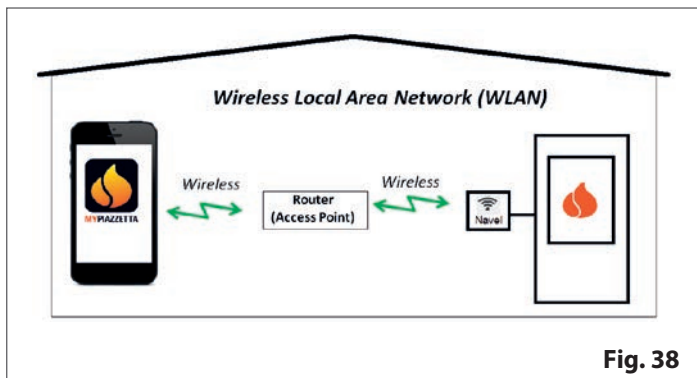 Wireless Local Area Network (WLAN)
MYPIAZZETTA
Wireless
Router
(Access Point)
Wireless
Navel
Fig. 38